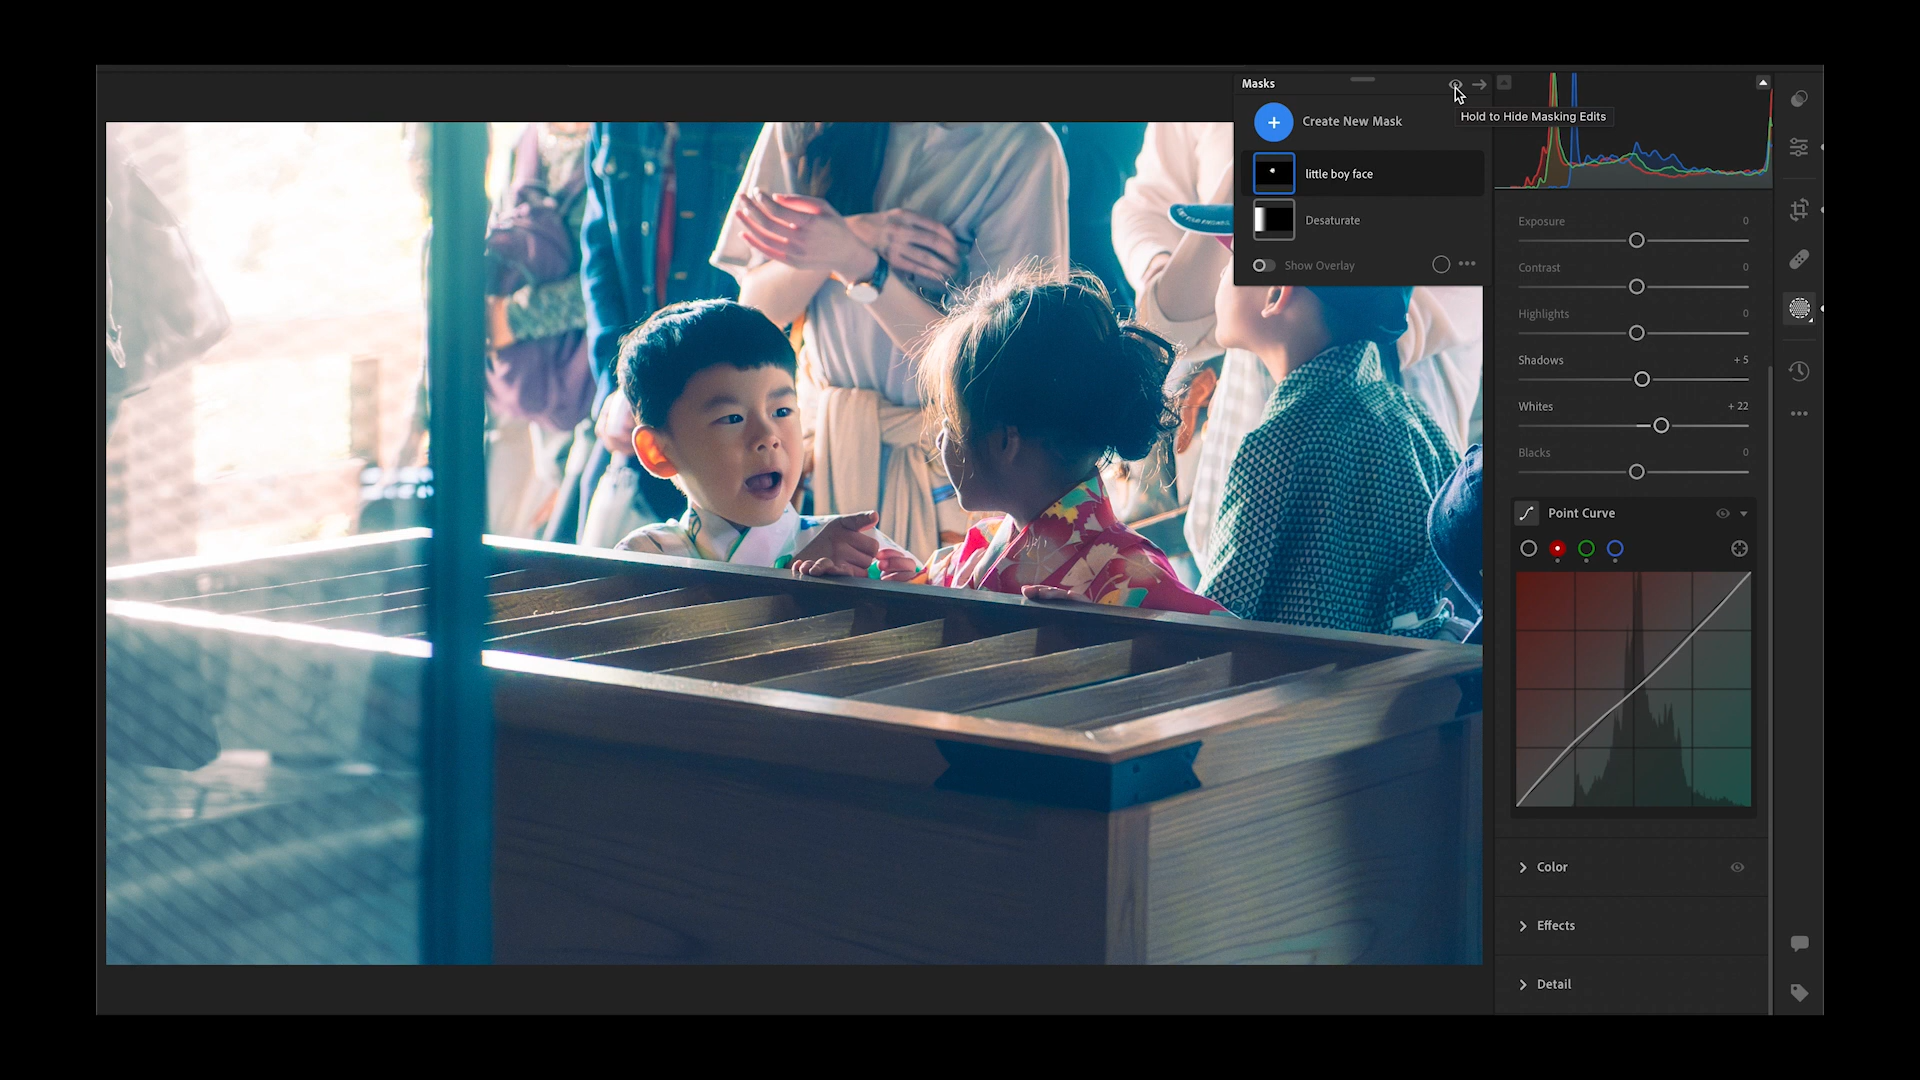 Masks
Create New Mask
Hold to Hide Masking Edits
little boy face
Desaturate
Show Overlay
Exposure 0
Contrast 0
Highlights 0
Shadows + 5
Whites + 22
Blacks 0
Point Curve
Color
Effects
Detail